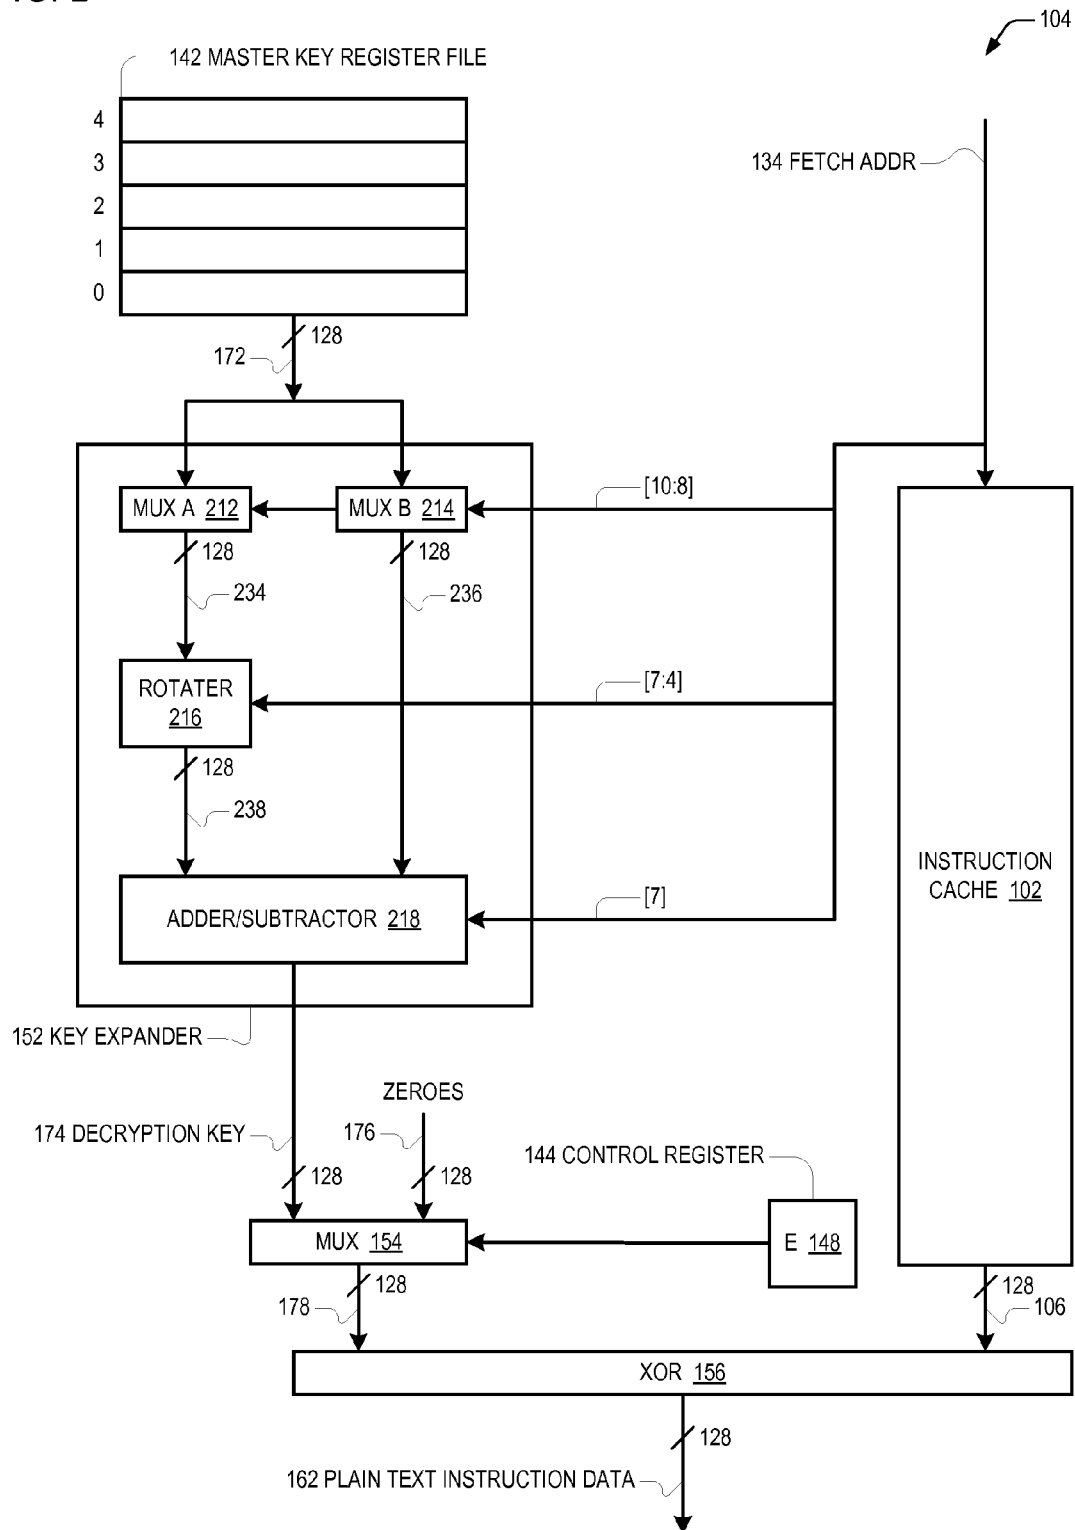 104
142 MASTER KEY REGISTER FILE
4
3
2
1
0
134 FETCH ADDR
128
172
[10:8]
MUX A 212
MUX B 214
128
128
234
236
[7:4]
ROTATER
216
128
238
INSTRUCTION
CACHE 102
[7]
ADDER/SUBTRACTOR 218
152 KEY EXPANDER
ZEROES
174 DECRYPTION KEY
176
144 CONTROL REGISTER
128
128
MUX 154
E 148
128
178
128
106
XOR 156
128
162 PLAIN TEXT INSTRUCTION DATA